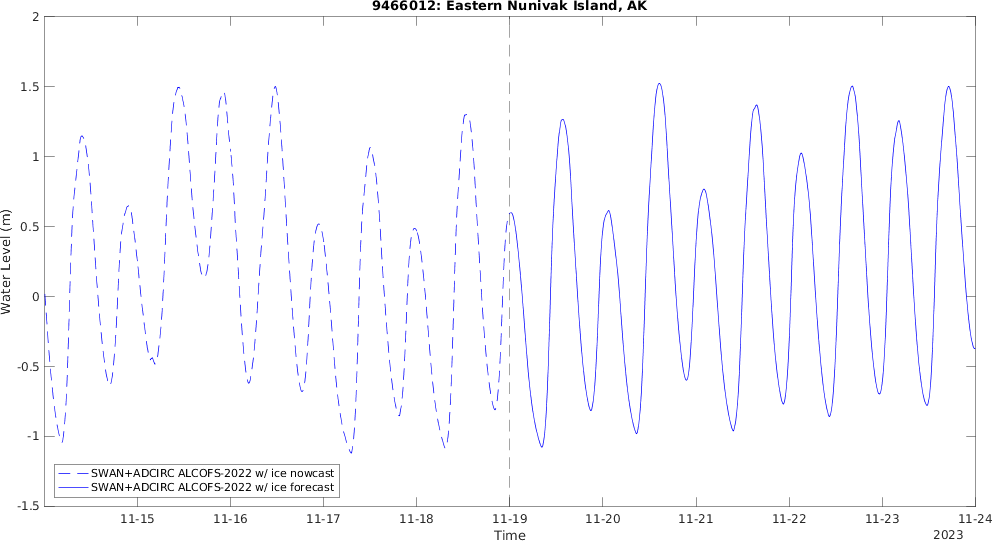 9466012: Eastern Nunivak Island, AK
Water Level (m)
2
1.5
1
0.5
0
-0.5
-1
-1.5
SWAN+ADCIRC ALCOFS-2022 w/ ice nowcast
SWAN+ADCIRC ALCOFS-2022 w/ ice forecast
11-15 11-16 11-17 11-18 11-19 11-20 11-21 11-22 11-23 11-24
Time
2023